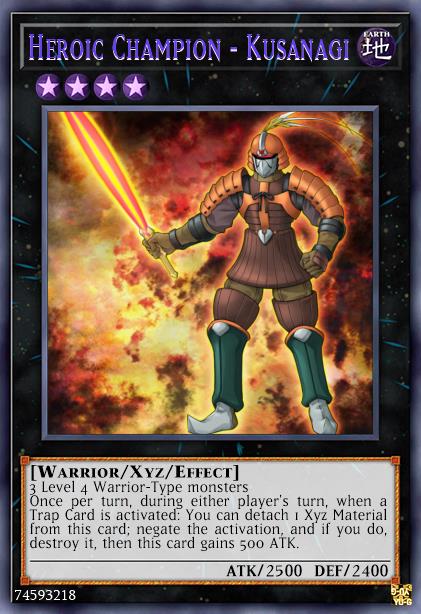 Heroic Champion - Kusanagi
EARTH
地
[Warrior/Xyz/Effect]
3 Level 4 Warrior-Type monsters
Once per turn, during either player's turn, when a
Trap Card is activated: You can detach 1 Xyz Material
from this card; negate the activation, and if you do,
destroy it, then this card gains 500 ATK.
ATK/2500 DEF/2400
74593218